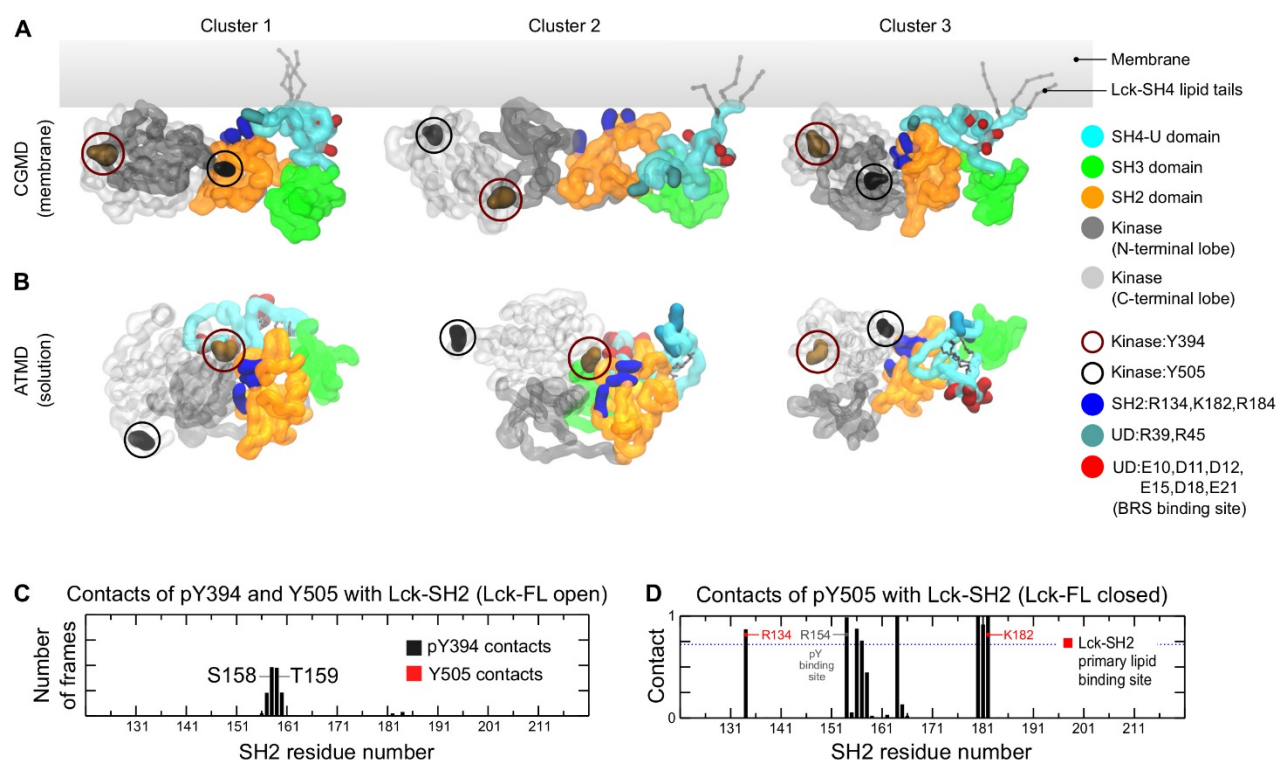 A
Cluster 1
Cluster 2
Cluster 3
CGMD
(membrane)
Membrane
Lck-SH4 lipid tails
SH4-U domain
SH3 domain
SH2 domain
Kinase
(N-terminal lobe)
Kinase
(C-terminal lobe)
B
ATMD
(solution)
Kinase:Y394
Kinase:Y505
SH2:R134,K182,R184
UD:R39,R45
UD:E10,D11,D12,
E15,D18,E21
(BRS binding site)
C
Contacts of pY394 and Y505 with Lck-SH2 (Lck-FL open)
Number
of frames
S158
T159
pY394 contacts
Y505 contacts
131 141 151 161 171 181 191 201 211
SH2 residue number
D
Contacts of pY505 with Lck-SH2 (Lck-FL closed)
Contact
1
0
R134
R154
pY
binding
site
K182
Lck-SH2
primary lipid
binding site
131 141 151 161 171 181 191 201 211
SH2 residue number